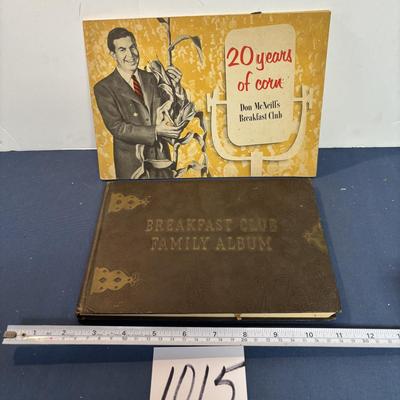 20 years
of corn
Don McNeill's
Breakfast Club
BREAKFAST CLUB
FAMILY ALBUM
1 2 3 4 5 6 7 8 9 10 11 12
1015